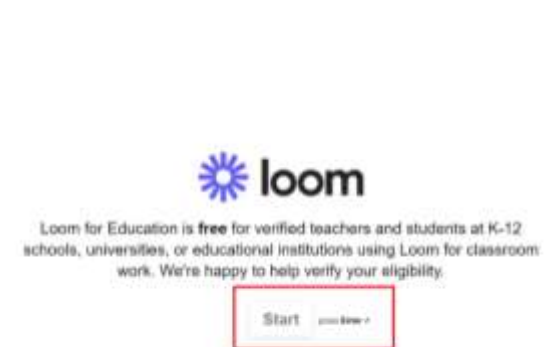 loom
Loom for Education is free for verified teachers and students at K-12
schools, universities, or educational institutions using Loom for classroom
work. We're happy to help verify your eligibility.
Start